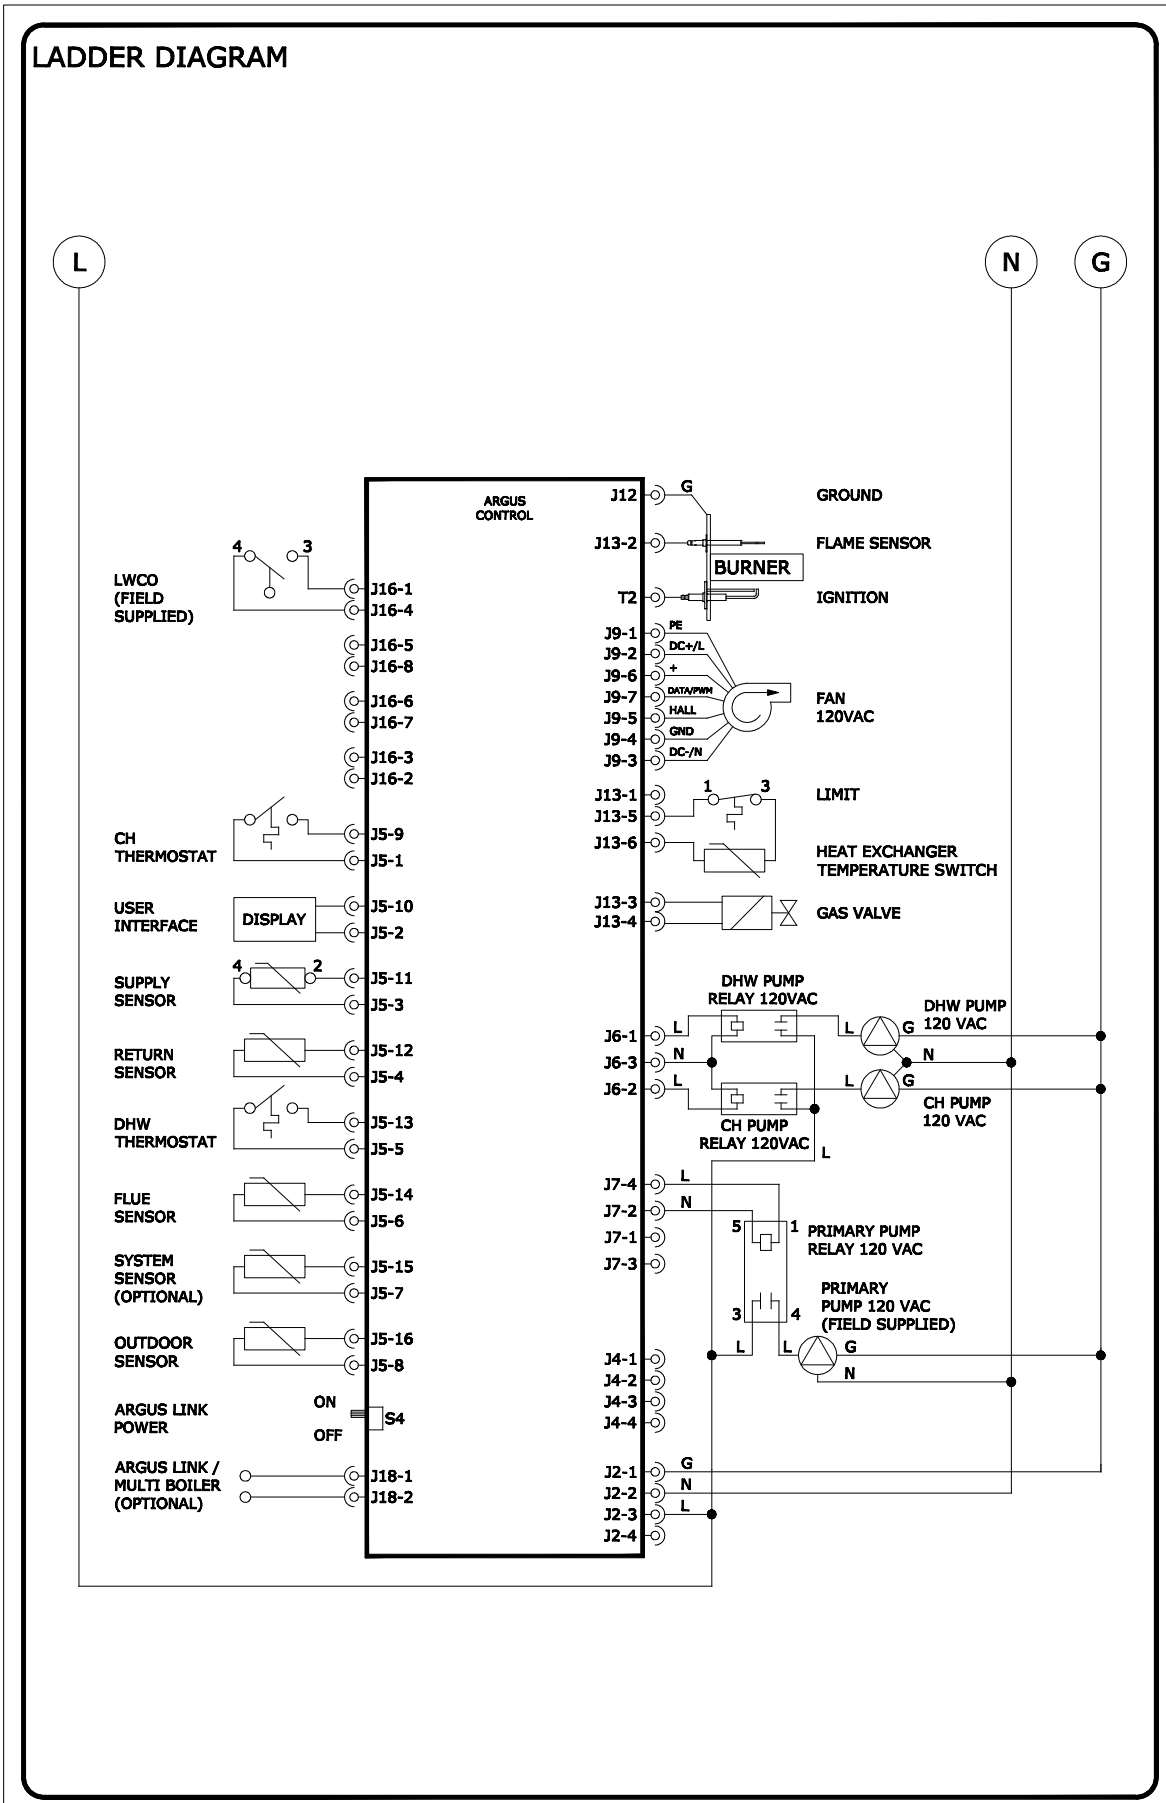 LADDER DIAGRAM
L
N
G
ARGUS
CONTROL
4
3
LWCO
(FIELD
SUPPLIED)
J16-1
J16-4
J16-5
J16-8
J16-6
J16-7
J16-3
J16-2
CH
THERMOSTAT
J5-9
J5-1
USER
INTERFACE
DISPLAY
J5-10
J5-2
SUPPLY
SENSOR
4
2
J5-11
J5-3
RETURN
SENSOR
J5-12
J5-4
DHW
THERMOSTAT
J5-13
J5-5
FLUE
SENSOR
J5-14
J5-6
SYSTEM
SENSOR
(OPTIONAL)
J5-15
J5-7
OUTDOOR
SENSOR
J5-16
J5-8
ARGUS LINK
POWER
ON
OFF
S4
ARGUS LINK /
MULTI BOILER
(OPTIONAL)
J18-1
J18-2
J12
G
GROUND
J13-2
FLAME SENSOR
BURNER
T2
IGNITION
J9-1
PE
J9-2
DC+/L
J9-6
+
J9-7
DATA/PWM
J9-5
HALL
J9-4
GND
J9-3
DC-/N
FAN
120VAC
J13-1
J13-5
J13-6
1
3
LIMIT
HEAT EXCHANGER
TEMPERATURE SWITCH
J13-3
J13-4
GAS VALVE
DHW PUMP
RELAY 120VAC
DHW PUMP
120 VAC
J6-1
L
L
G
J6-3
N
N
J6-2
L
L
G
CH PUMP
RELAY 120VAC
CH PUMP
120 VAC
L
J7-4
L
J7-2
N
J7-1
J7-3
5
1
PRIMARY PUMP
RELAY 120 VAC
PRIMARY
PUMP 120 VAC
(FIELD SUPPLIED)
3
4
L
L
G
N
J4-1
J4-2
J4-3
J4-4
J2-1
G
J2-2
N
J2-3
L
J2-4